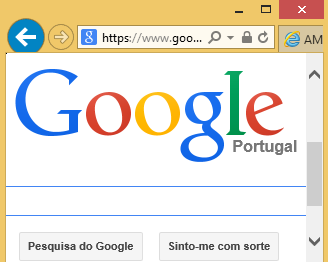 https://www.goo...
AM
Google
Portugal
Pesquisa do Google
Sinto-me com sorte